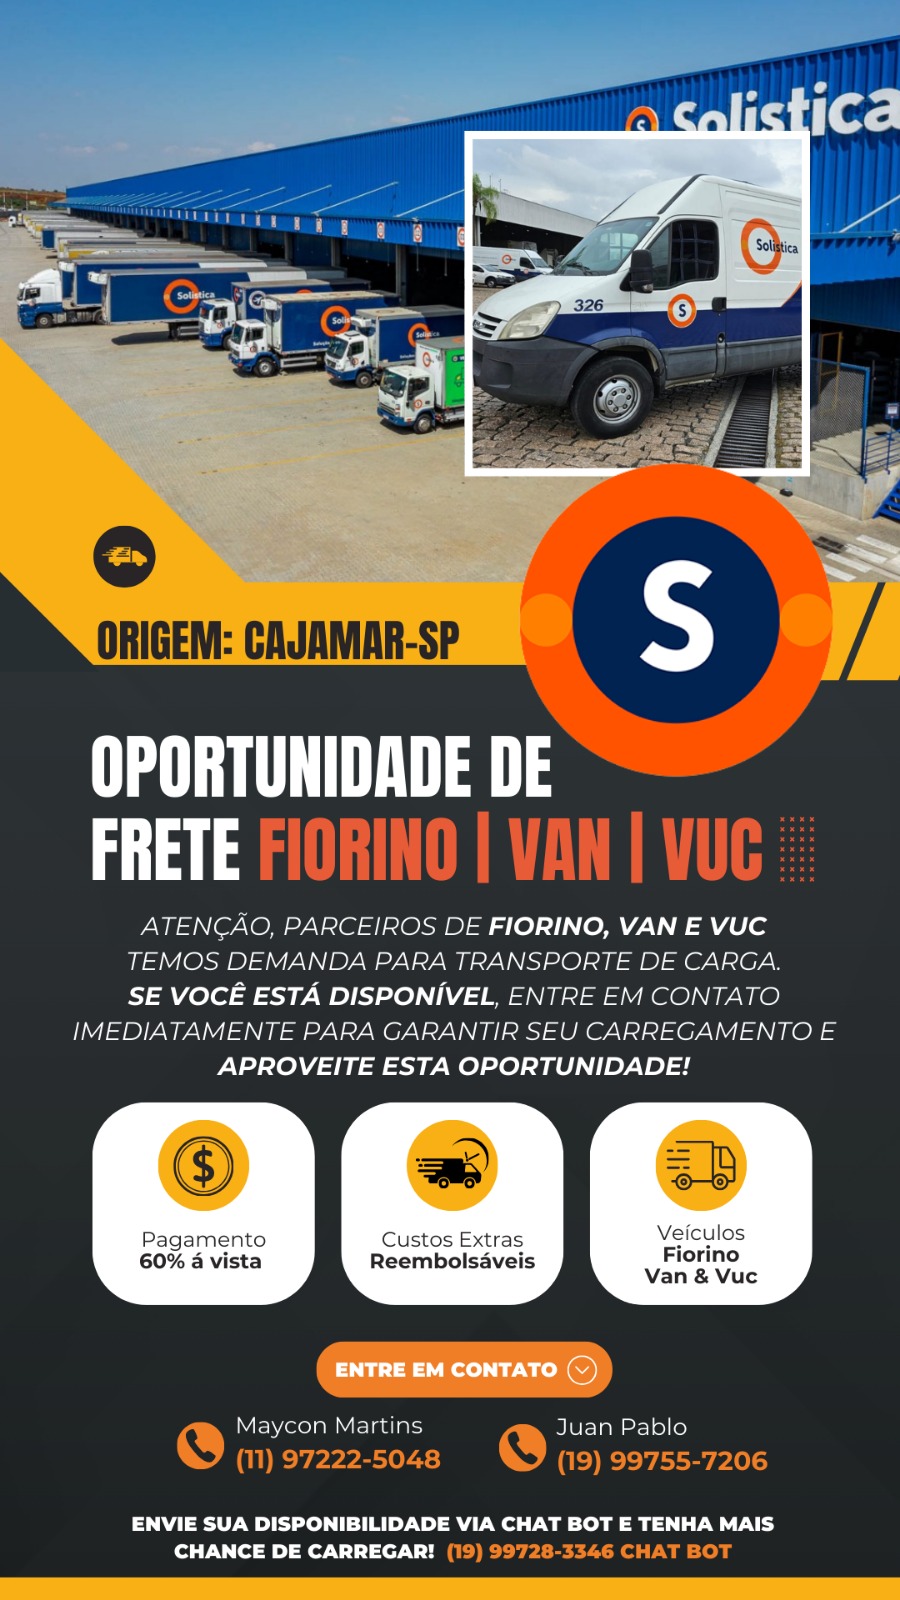 Solistica
Solistica
326
S
Solistica
S
ORIGEM: CAJAMAR-SP
OPORTUNIDADE DE
FRETE FIORINO | VAN | VUC
ATENÇÃO, PARCEIROS DE FIORINO, VAN E VUC
TEMOS DEMANDA PARA TRANSPORTE DE CARGA.
SE VOCÊ ESTÁ DISPONÍVEL, ENTRE EM CONTATO
IMEDIATAMENTE PARA GARANTIR SEU CARREGAMENTO E
APROVEITE ESTA OPORTUNIDADE!
Pagamento
60% á vista
Custos Extras
Reembolsáveis
Veículos
Fiorino
Van & Vuc
ENTRE EM CONTATO
Maycon Martins
(11) 97222-5048
Juan Pablo
(19) 99755-7206
ENVIE SUA DISPONIBILIDADE VIA CHAT BOT E TENHA MAIS
CHANCE DE CARREGAR! (19) 99728-3346 CHAT BOT